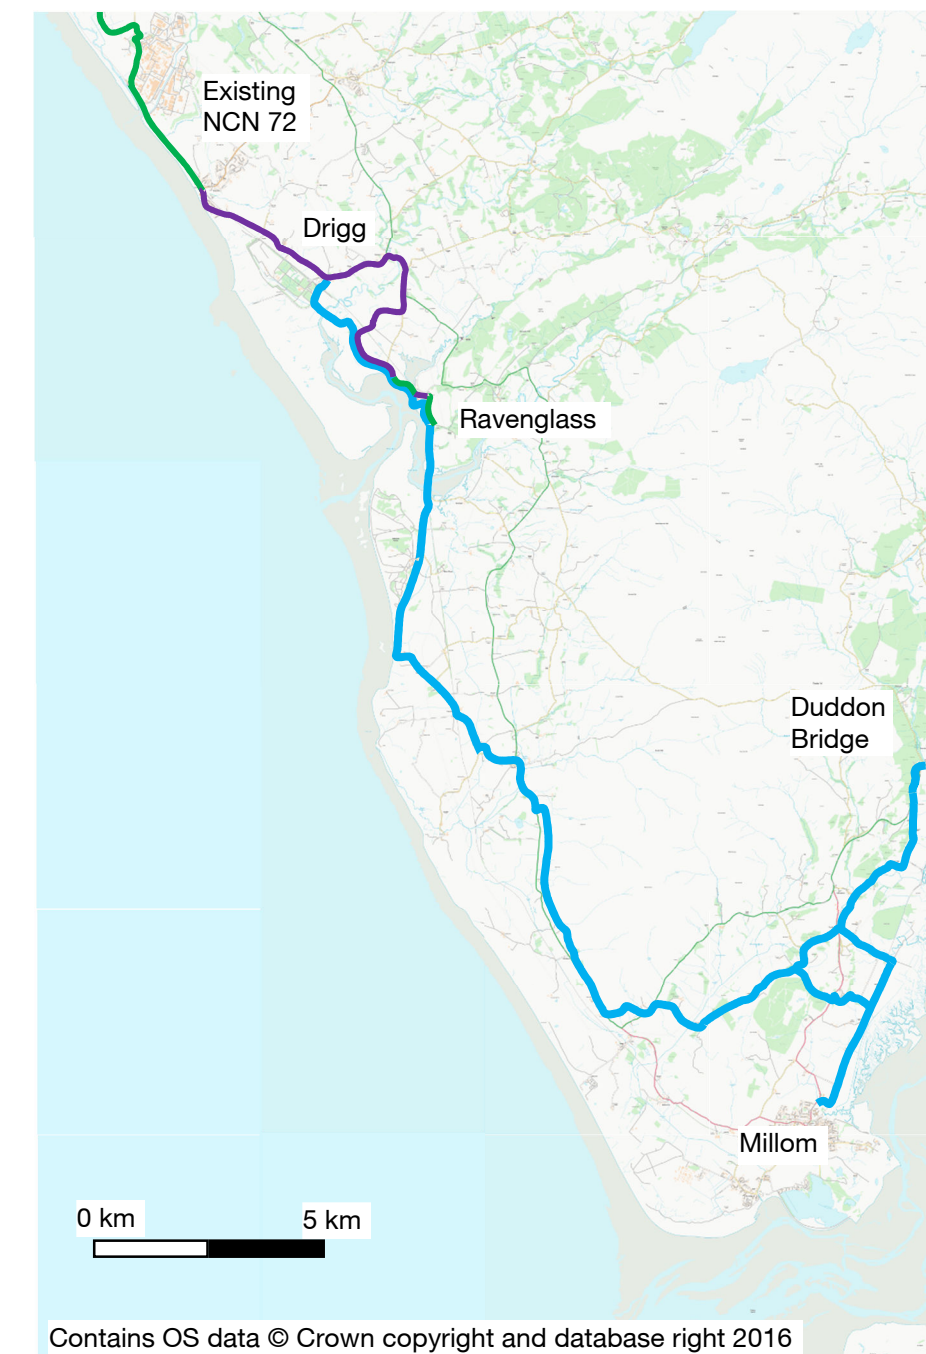 Existing
NCN 72
Drigg
Ravenglass
Duddon
Bridge
Millom
0 km
5 km
Contains OS data © Crown copyright and database right 2016